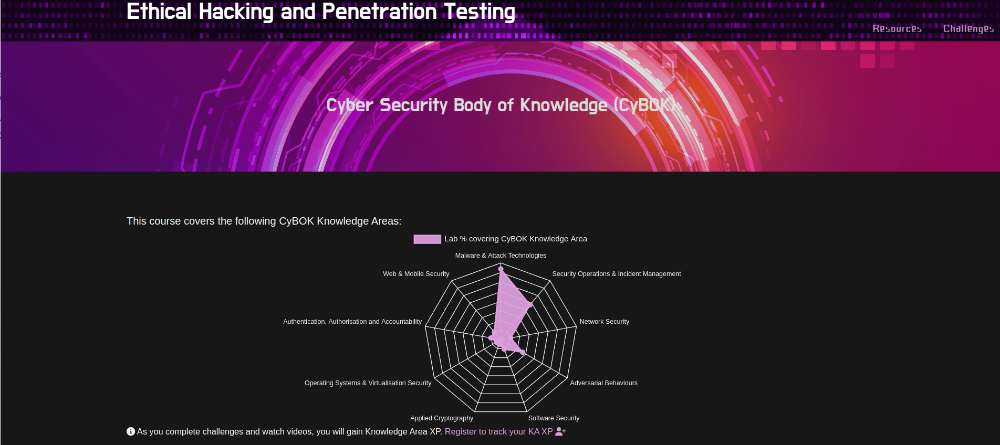 Ethical Hacking and Penetration Testing
Resources Challenges
Cyber Security Body of Knowledge (CyBOK)
This course covers the following CyBOK Knowledge Areas:
Lab % covering CyBOK Knowledge Area
Malware & Attack Technologies
Web & Mobile Security
Security Operations & Incident Management
Authentication, Authorisation and Accountability
Network Security
Operating Systems & Virtualisation Security
Adversarial Behaviours
Applied Cryptography
Software Security
As you complete challenges and watch videos, you will gain Knowledge Area XP. Register to track your KA XP